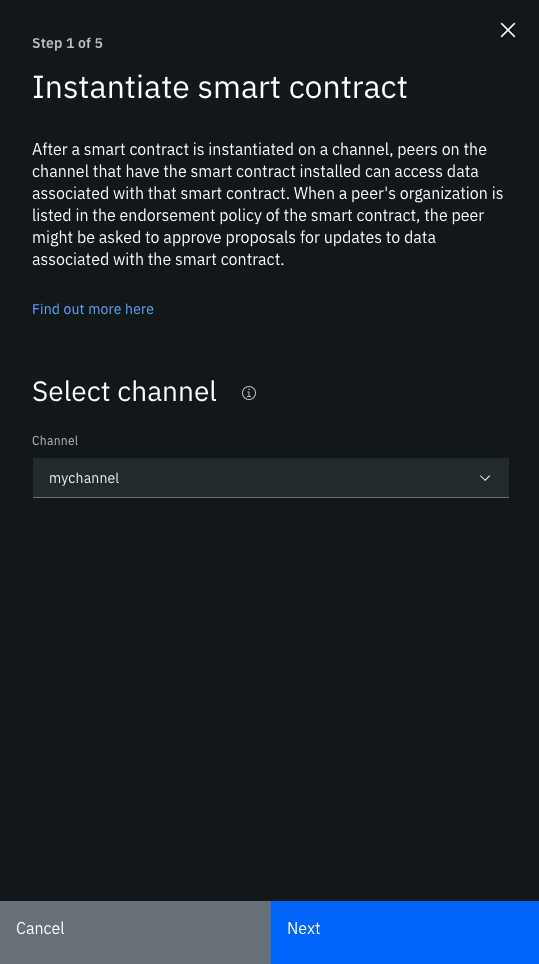 Step 1 of 5
Instantiate smart contract
After a smart contract is instantiated on a channel, peers on the
channel that have the smart contract installed can access data
associated with that smart contract. When a peer's organization is
listed in the endorsement policy of the smart contract, the peer
might be asked to approve proposals for updates to data
associated with the smart contract.
Find out more here
Select channel
Channel
mychannel
Cancel
Next